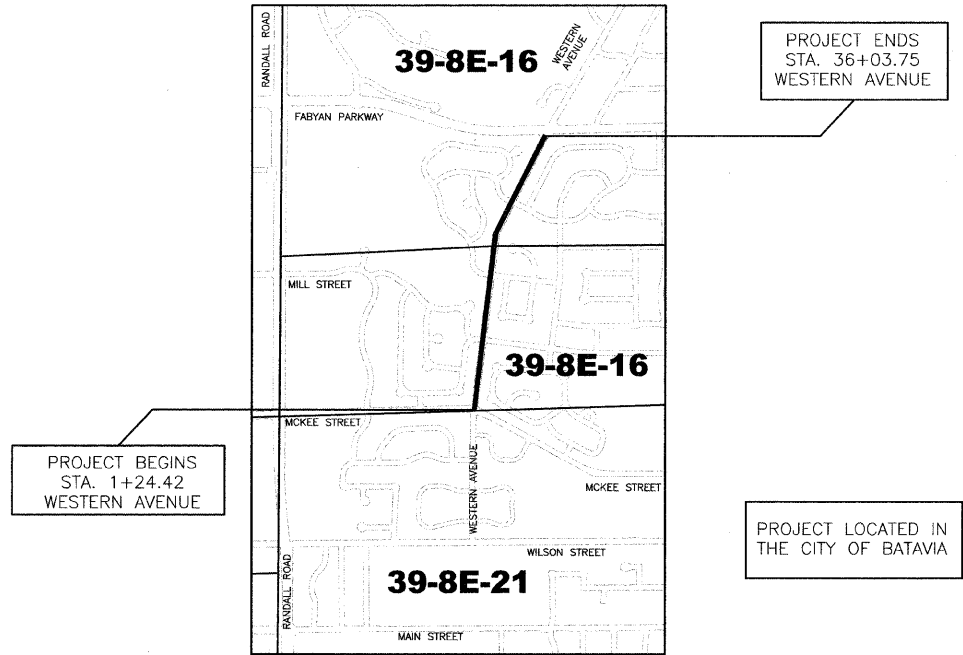 RANDALL ROAD
39-8E-16
WESTERN
AVENUE
PROJECT ENDS
STA. 36+03.75
WESTERN AVENUE
FABYAN PARKWAY
MILL STREET
39-8E-16
MCKEE STREET
PROJECT BEGINS
STA. 1+24.42
WESTERN AVENUE
WESTERN AVENUE
MCKEE STREET
PROJECT LOCATED IN
THE CITY OF BATAVIA
WILSON STREET
RANDALL ROAD
39-8E-21
MAIN STREET